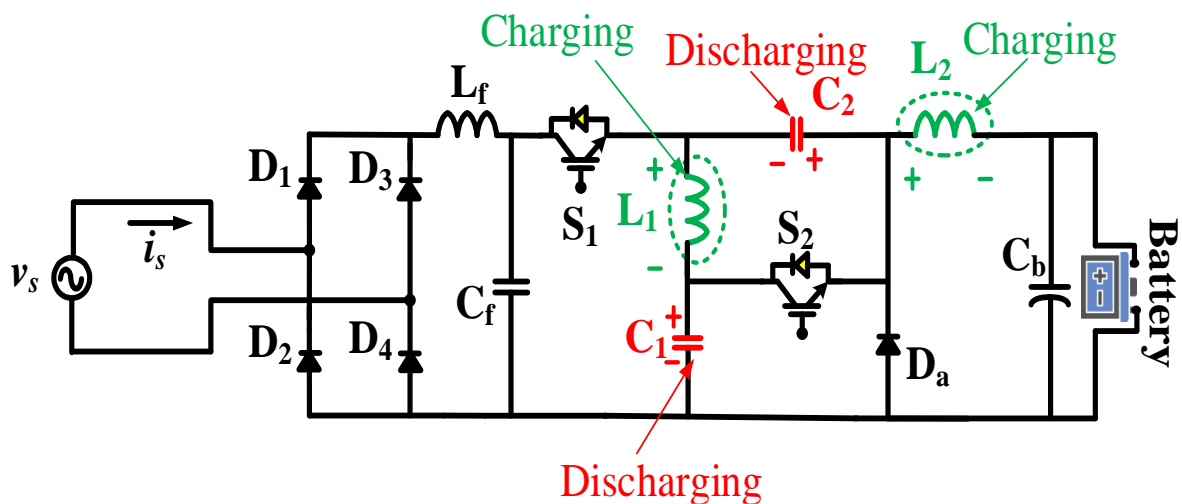 Charging
Discharging
Charging
L2
Lf
C2
+
-
+
+
-
D1
D3
S1
L1
+
-
S2
is
vs
Cf
Cb
Battery
+
-
D2
D4
C1
+
-
Da
Discharging